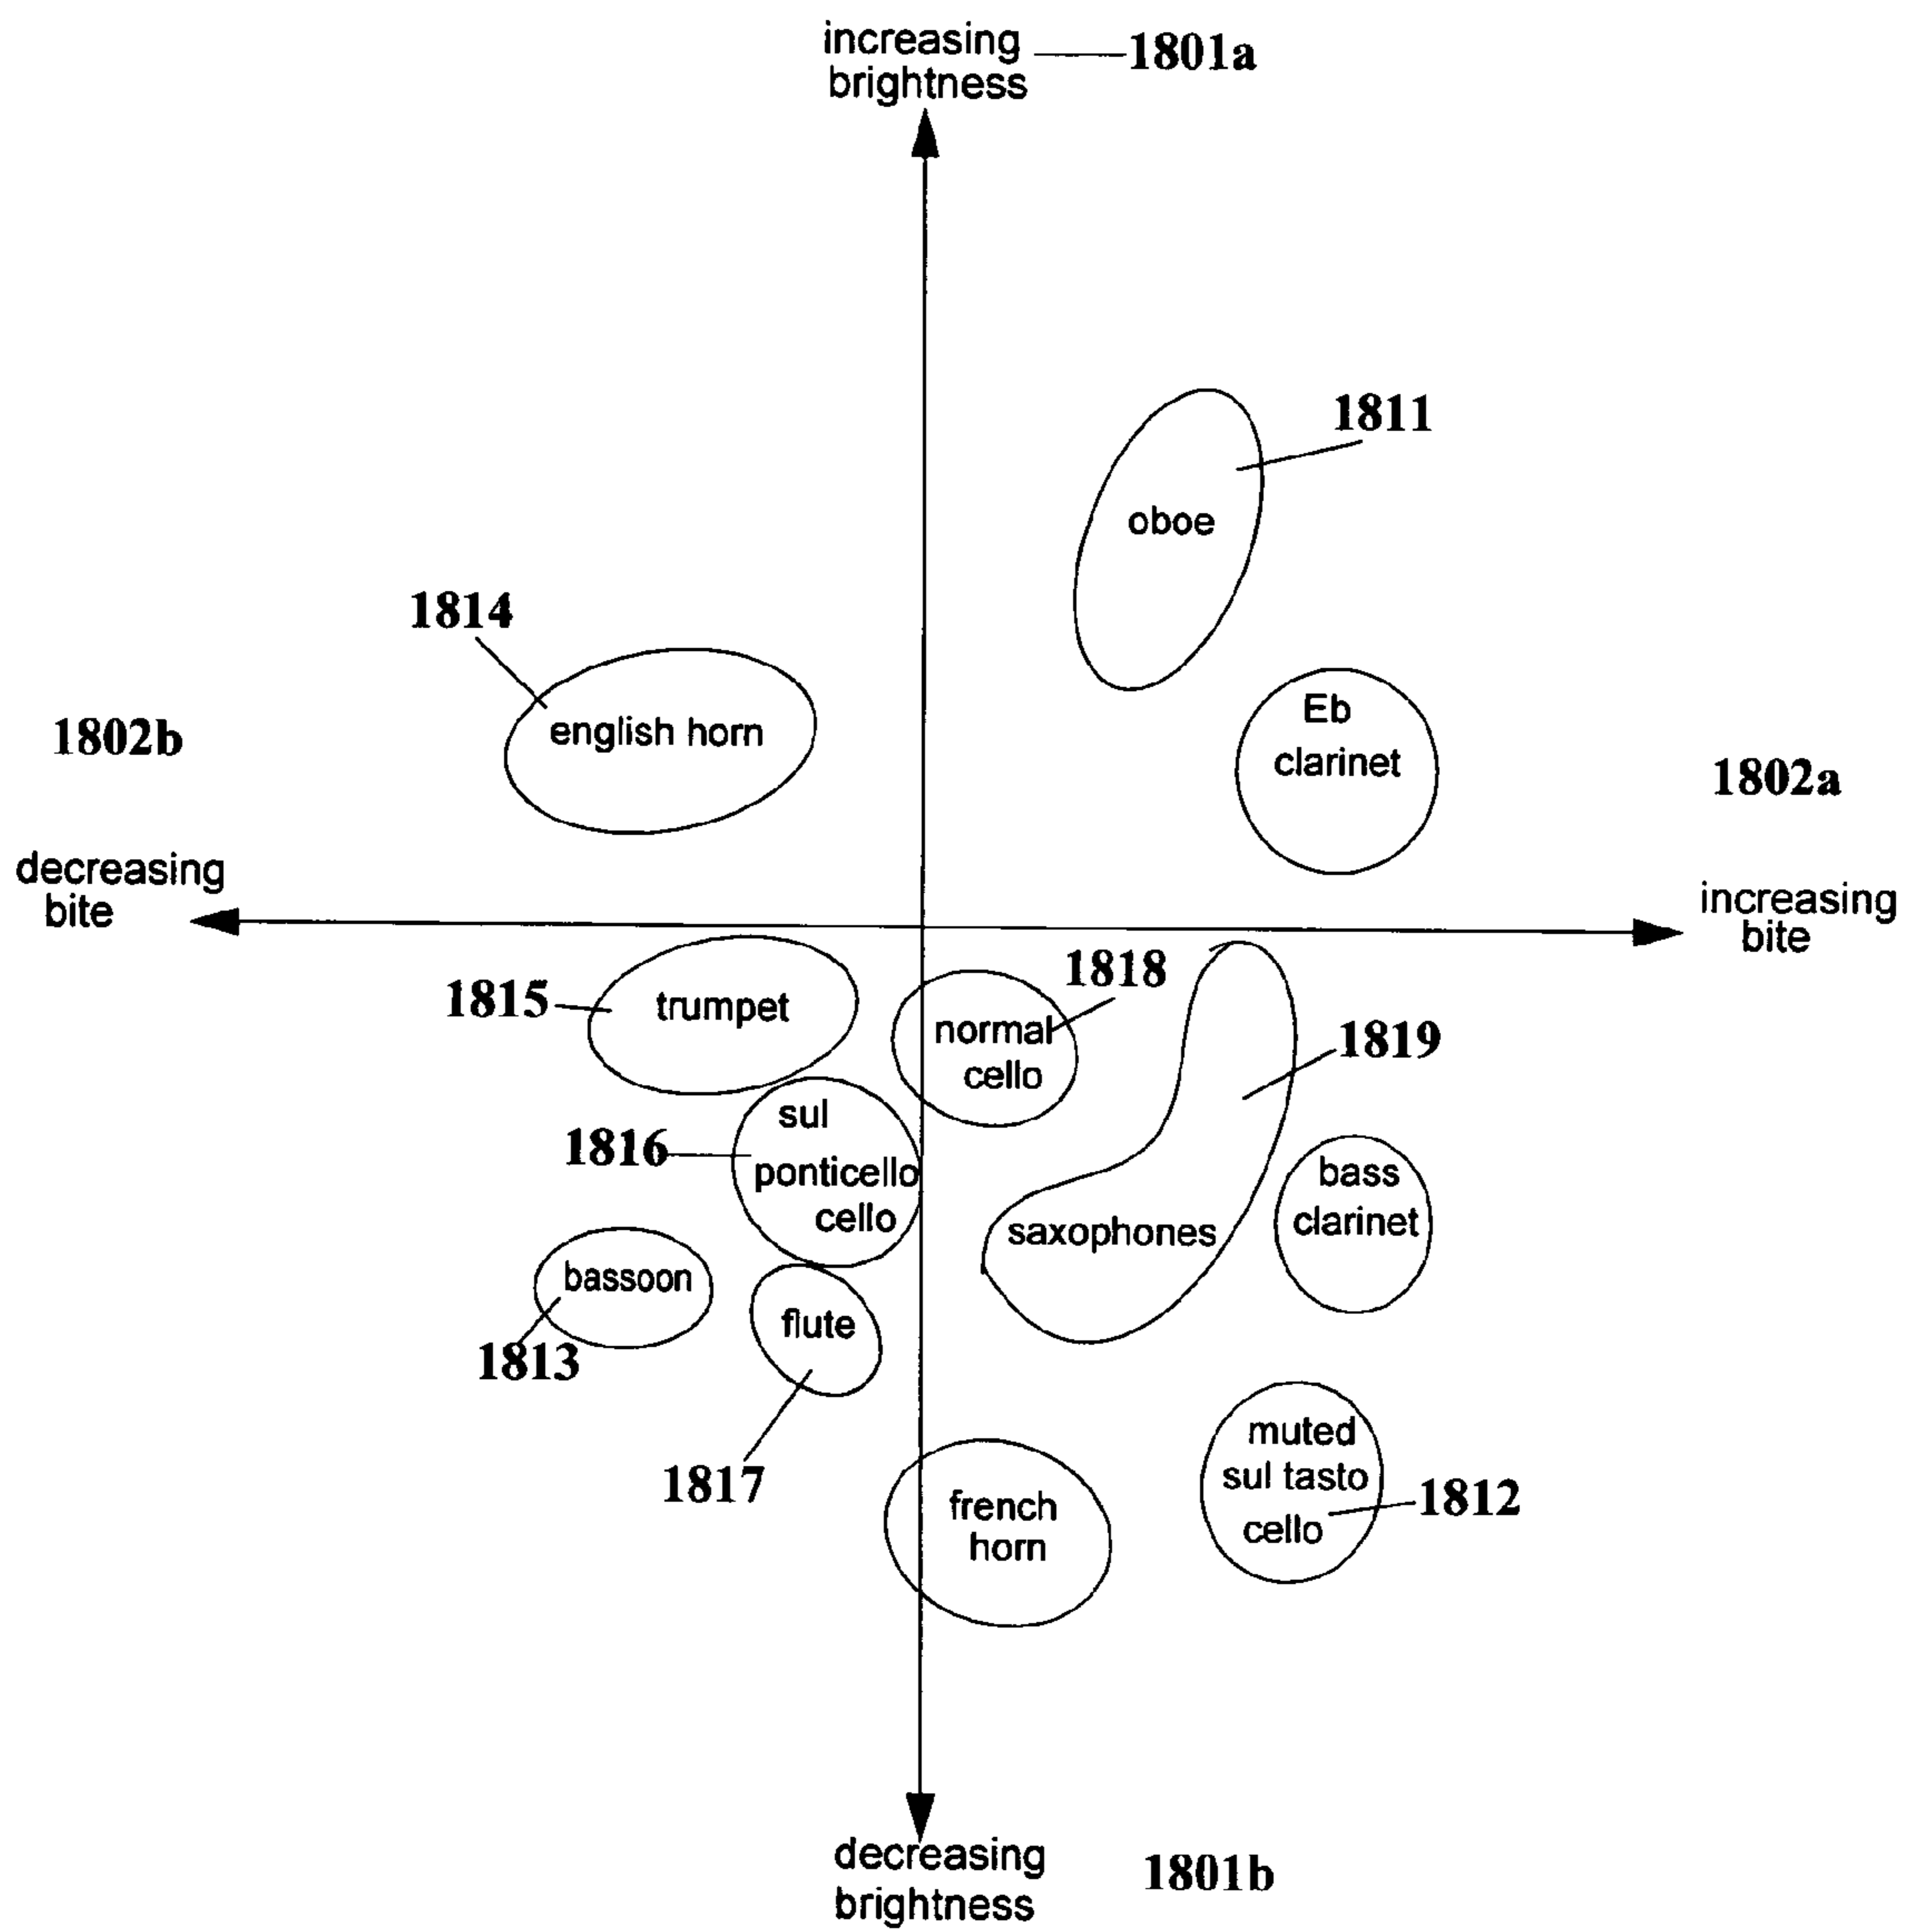 increasing
brightness
1801a
1811
oboe
1814
english horn
Eb
clarinet
1802b
1802a
decreasing
bite
increasing
bite
1815
trumpet
1818
normal
cello
1819
sul
ponticello
cello
1816
saxophones
bass
clarinet
bassoon
1813
flute
1817
french
horn
muted
sul tasto
cello
1812
decreasing
brightness
1801b